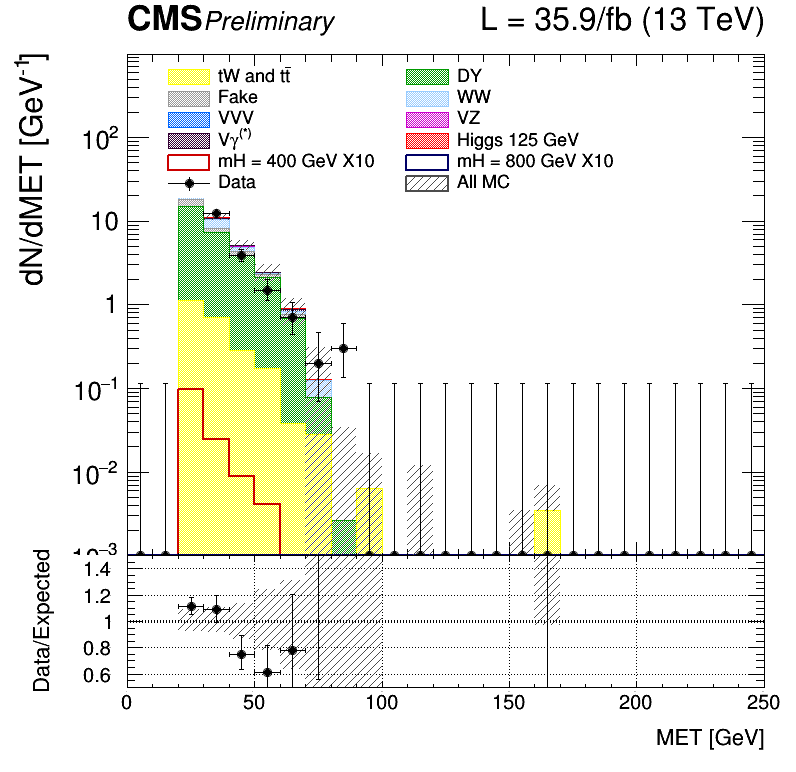 CMS Preliminary L = 35.9/fb (13 TeV)
dN/dMET [GeV⁻¹]
tW and tt̄ DY
Fake WW
VVV VZ
Vγ(*) Higgs 125 GeV
mH = 400 GeV X10 mH = 800 GeV X10
Data All MC
10²
10
1
10⁻¹
10⁻²
10⁻³
Data/Expected
1.4
1.2
1
0.8
0.6
0 50 100 150 200 250
MET [GeV]